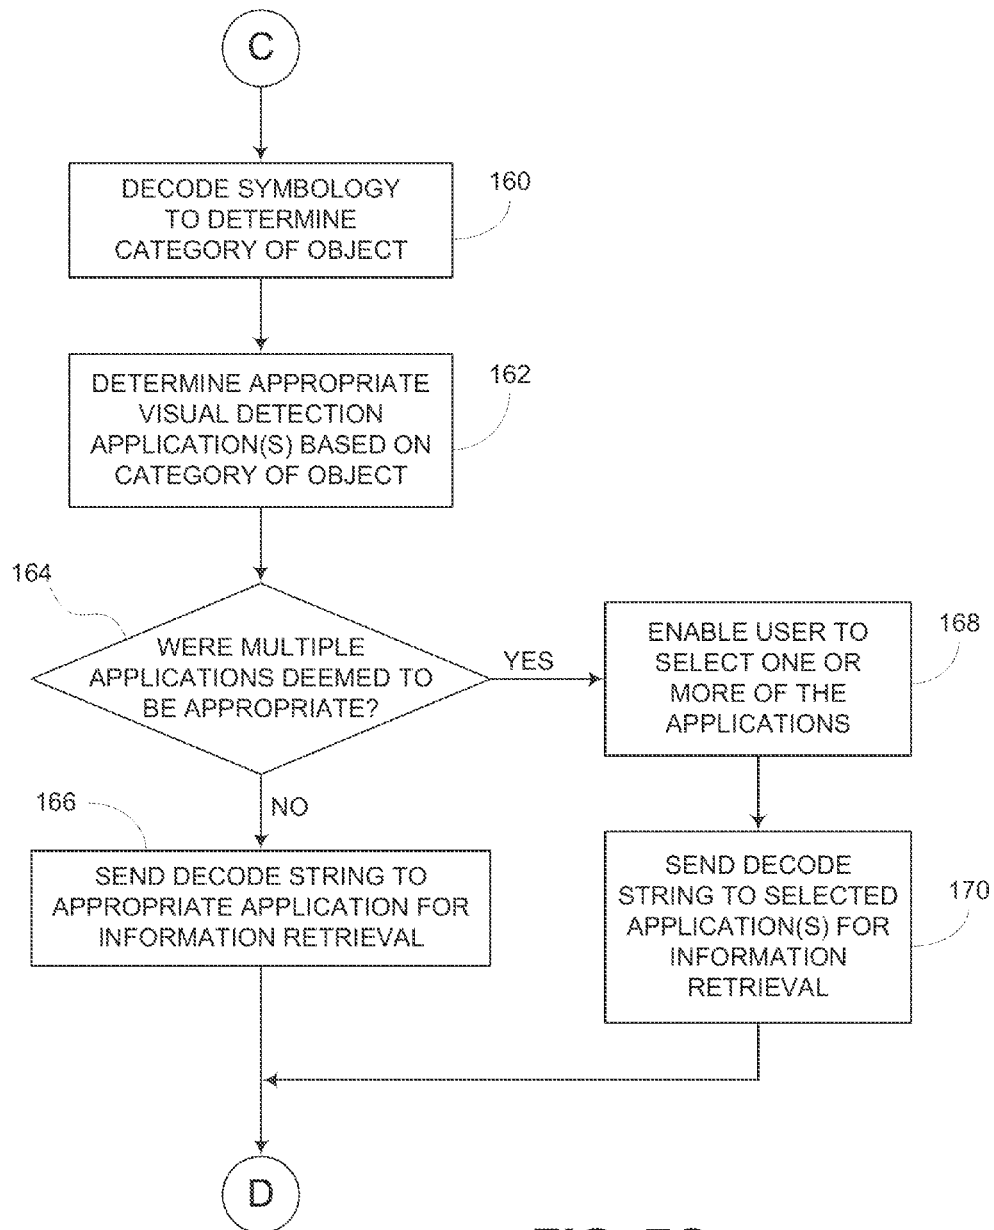 C
DECODE SYMBOLOGY
TO DETERMINE
CATEGORY OF OBJECT
160
DETERMINE APPROPRIATE
VISUAL DETECTION
APPLICATION(S) BASED ON
CATEGORY OF OBJECT
162
164
WERE MULTIPLE
APPLICATIONS DEEMED TO
BE APPROPRIATE?
YES
NO
ENABLE USER TO
SELECT ONE OR
MORE OF THE
APPLICATIONS
168
166
SEND DECODE STRING TO
APPROPRIATE APPLICATION FOR
INFORMATION RETRIEVAL
SEND DECODE
STRING TO SELECTED
APPLICATION(S) FOR
INFORMATION
RETRIEVAL
170
D